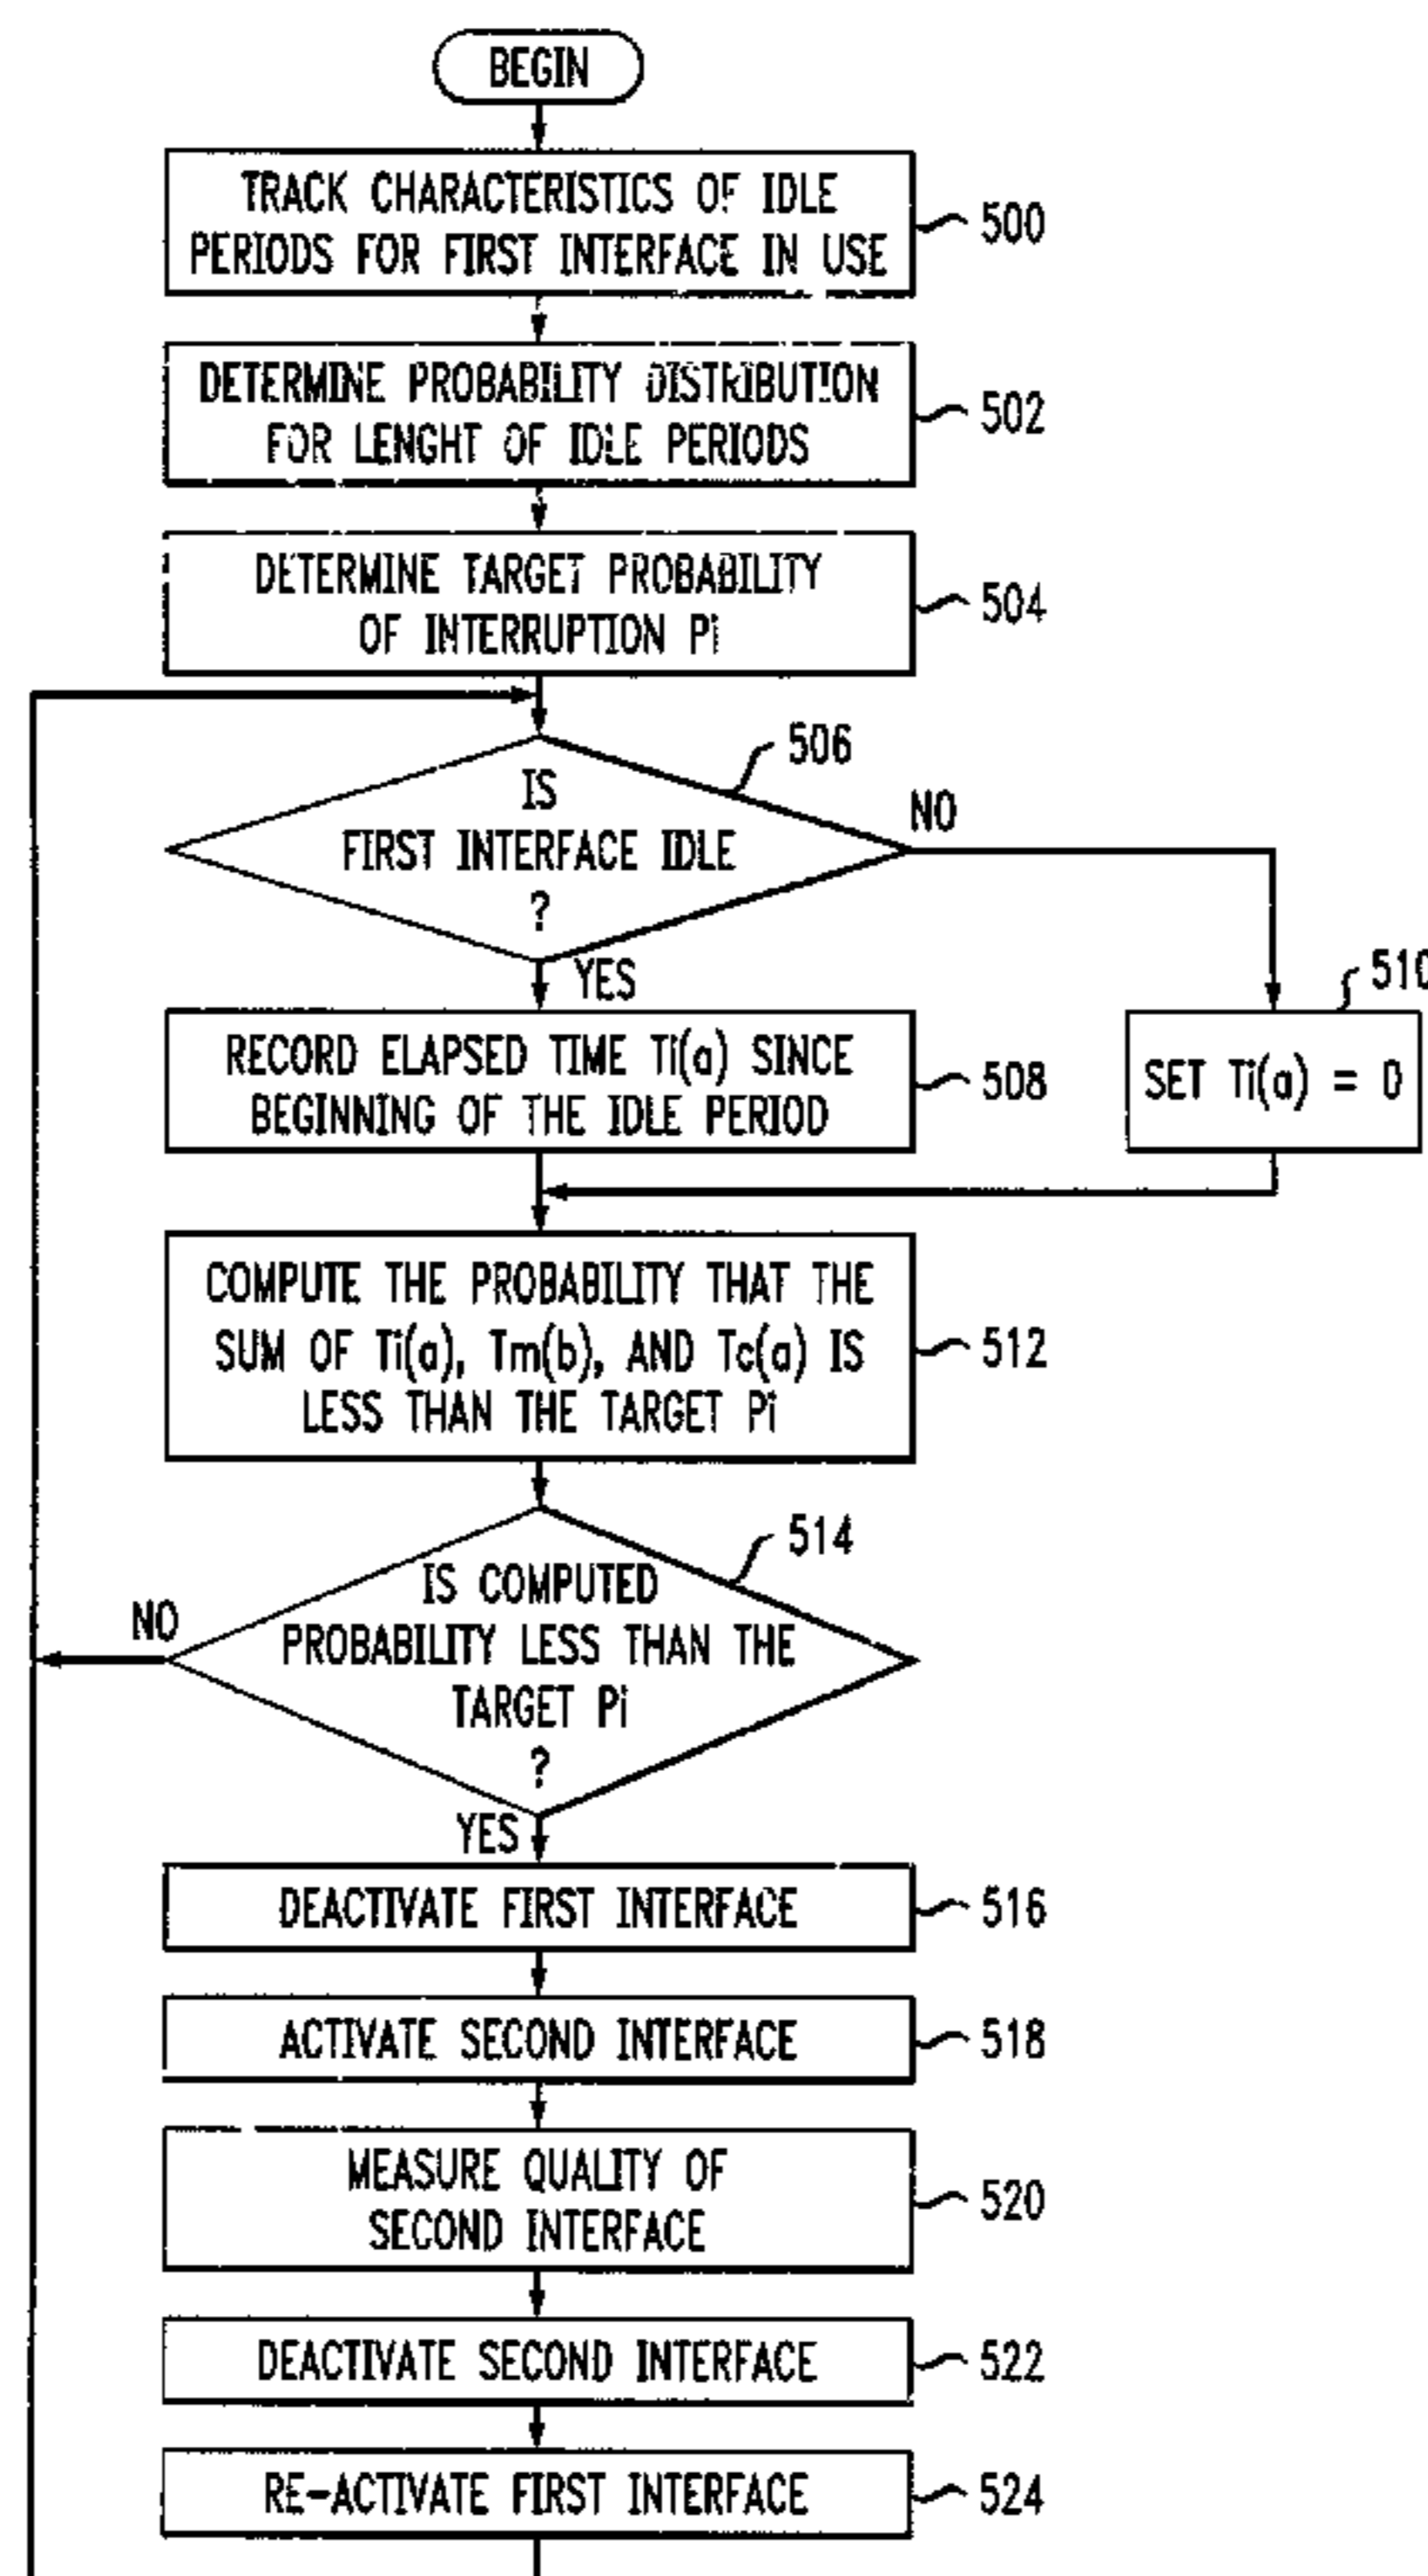 BEGIN
TRACK CHARACTERISTICS OF IDLE
PERIODS FOR FIRST INTERFACE IN USE
500
DETERMINE PROBABILITY DISTRIBUTION
FOR LENGHT OF IDLE PERIODS
502
DETERMINE TARGET PROBABILITY
OF INTERRUPTION Pi
504
506
IS
FIRST INTERFACE IDLE
?
NO
YES
RECORD ELAPSED TIME Ti(a) SINCE
BEGINNING OF THE IDLE PERIOD
508
510
SET Ti(a) = 0
COMPUTE THE PROBABILITY THAT THE
SUM OF Ti(a), Tm(b), AND Tc(a) IS
LESS THAN THE TARGET Pi
512
514
IS COMPUTED
PROBABILITY LESS THAN THE
TARGET Pi
?
NO
YES
DEACTIVATE FIRST INTERFACE
516
ACTIVATE SECOND INTERFACE
518
MEASURE QUALITY OF
SECOND INTERFACE
520
DEACTIVATE SECOND INTERFACE
522
RE-ACTIVATE FIRST INTERFACE
524